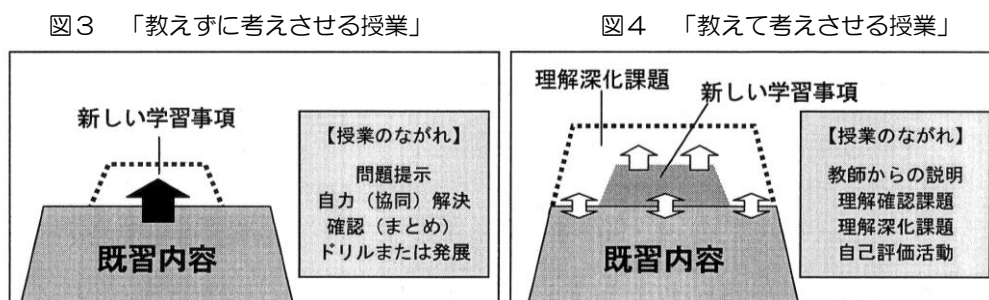 図３　「教えずに考えさせる授業」
新しい学習事項
既習内容
【授業のながれ】
問題提示
自力（協同）解決
確認（まとめ）
ドリルまたは発展
図４　「教えて考えさせる授業」
理解深化課題
新しい学習事項
既習内容
【授業のながれ】
教師からの説明
理解確認課題
理解深化課題
自己評価活動